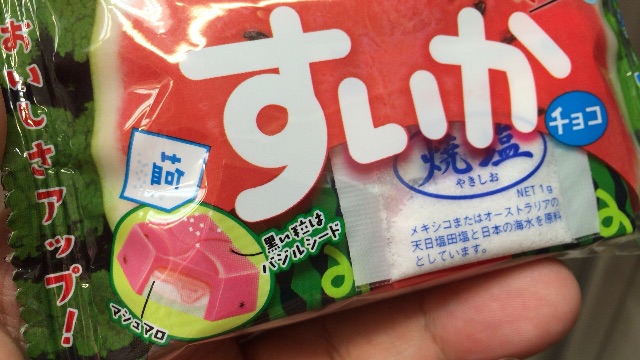 おいしさアップ!
すいか
チョコ
焼塩
やきしお
NET 1g
メキシコまたはオーストラリアの
天日塩田塩と日本の海水を原料
としています。
黒い粒は
バジルシード
マシュマロ